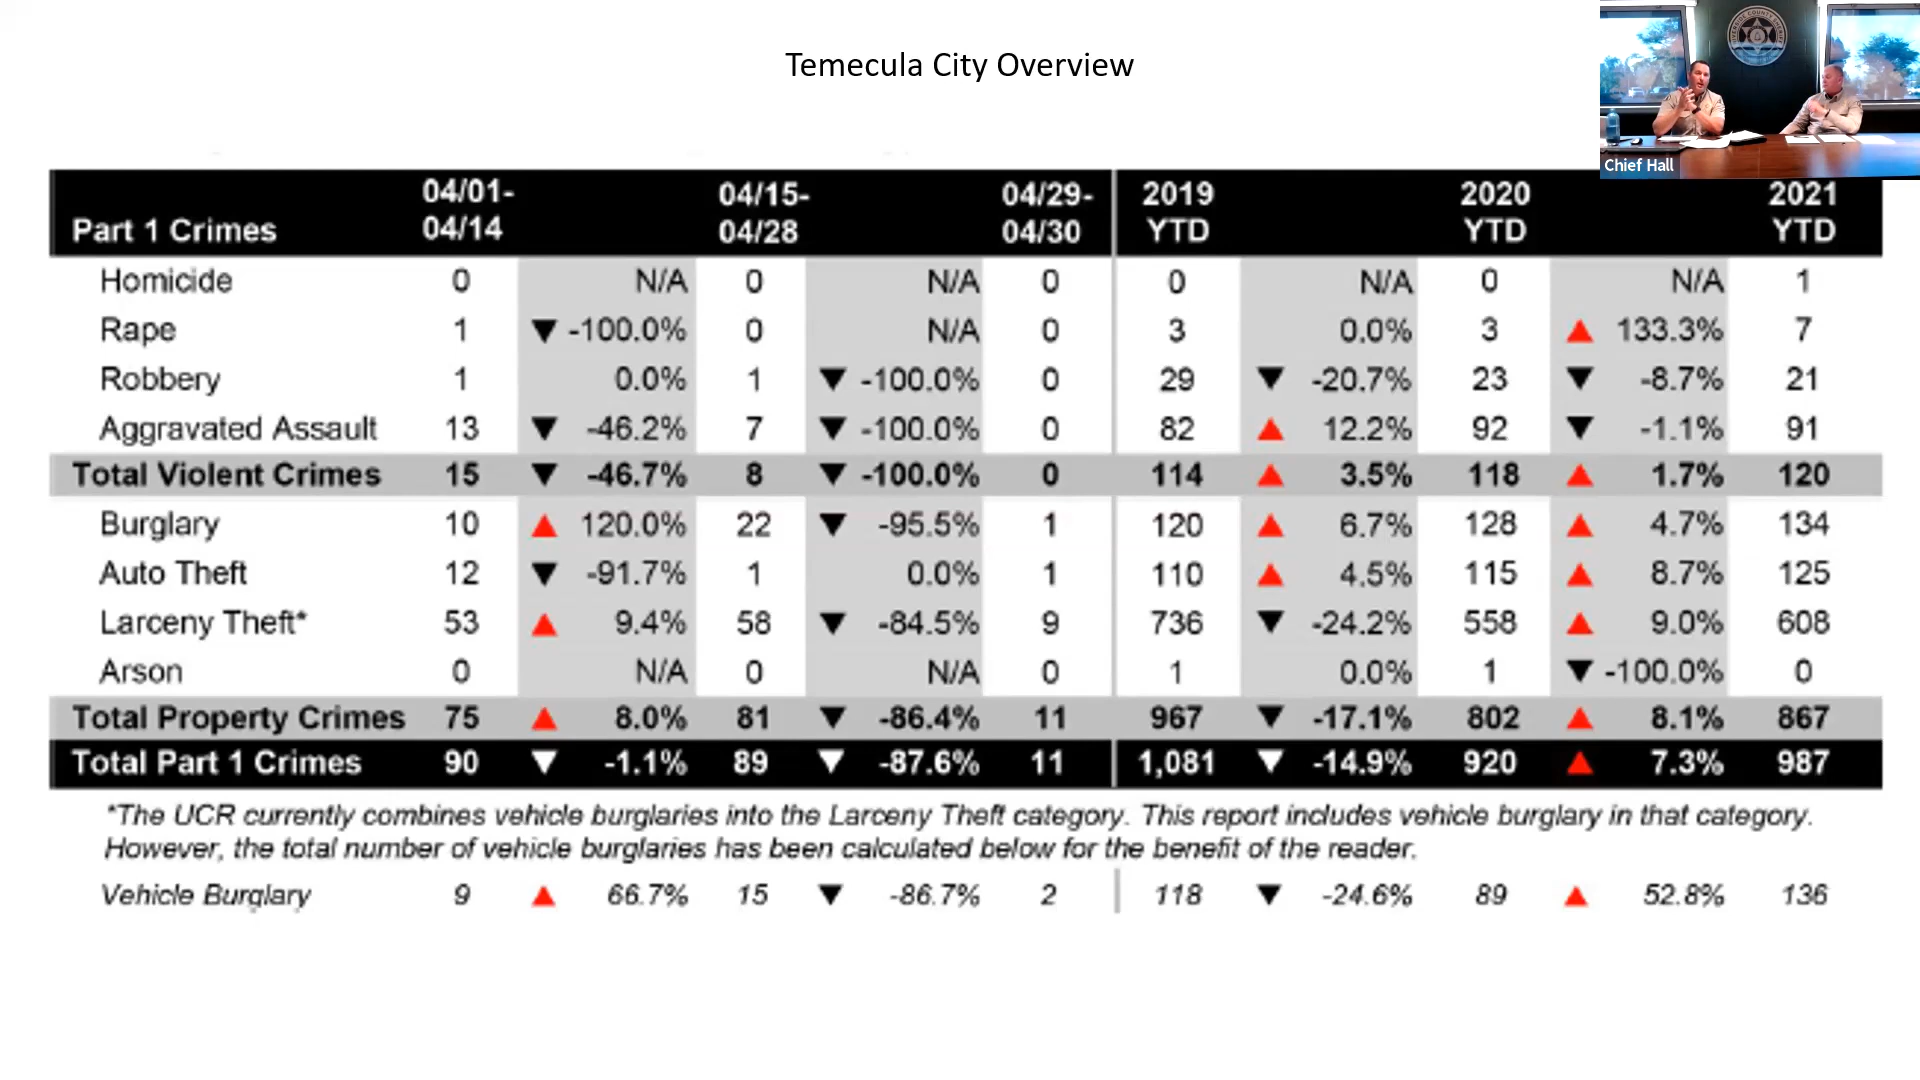 Temecula City Overview
Chief Hall
Part 1 Crimes 04/01-04/14 04/15-04/28 04/29-04/30 2019 YTD 2020 YTD 2021 YTD
Homicide 0 N/A 0 N/A 0 0 N/A 0 N/A 1
Rape 1 ▼ -100.0% 0 N/A 0 3 0.0% 3 ▲ 133.3% 7
Robbery 1 0.0% 1 ▼ -100.0% 0 29 ▼ -20.7% 23 ▼ -8.7% 21
Aggravated Assault 13 ▼ -46.2% 7 ▼ -100.0% 0 82 ▲ 12.2% 92 ▼ -1.1% 91
Total Violent Crimes 15 ▼ -46.7% 8 ▼ -100.0% 0 114 ▲ 3.5% 118 ▲ 1.7% 120
Burglary 10 ▲ 120.0% 22 ▼ -95.5% 1 120 ▲ 6.7% 128 ▲ 4.7% 134
Auto Theft 12 ▼ -91.7% 1 0.0% 1 110 ▲ 4.5% 115 ▲ 8.7% 125
Larceny Theft* 53 ▲ 9.4% 58 ▼ -84.5% 9 736 ▼ -24.2% 558 ▲ 9.0% 608
Arson 0 N/A 0 N/A 0 1 0.0% 1 ▼ -100.0% 0
Total Property Crimes 75 ▲ 8.0% 81 ▼ -86.4% 11 967 ▼ -17.1% 802 ▲ 8.1% 867
Total Part 1 Crimes 90 ▼ -1.1% 89 ▼ -87.6% 11 1,081 ▼ -14.9% 920 ▲ 7.3% 987
*The UCR currently combines vehicle burglaries into the Larceny Theft category. This report includes vehicle burglary in that category.
However, the total number of vehicle burglaries has been calculated below for the benefit of the reader.
Vehicle Burglary 9 ▲ 66.7% 15 ▼ -86.7% 2 118 ▼ -24.6% 89 ▲ 52.8% 136